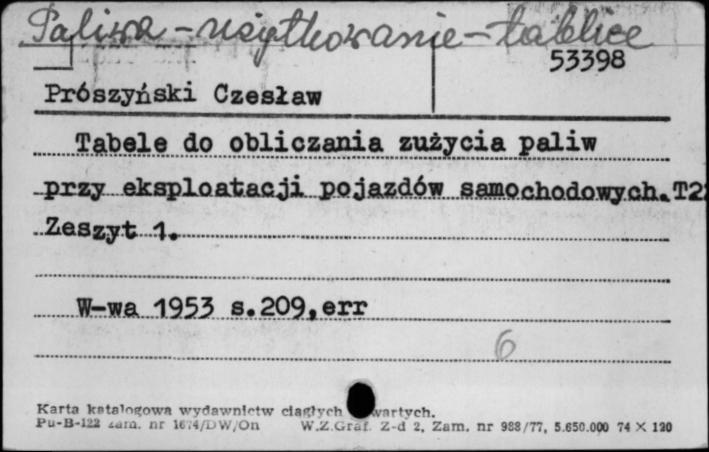 Paliwa - użytkowanie - tablice
53398
Prószyński Czesław
Tabele do obliczania zużycia paliw
przy eksploatacji pojazdów samochodowych. T2
Zeszyt 1.
W-wa 1953 s.209,err
6
Karta katalogowa wydawnictw ciągłych wartych.
Pu-B-122 zam. nr 1674/DW/On W.Z.Graf. Z-d 2, Zam. nr 988/77, 5.650.000 74 X 120